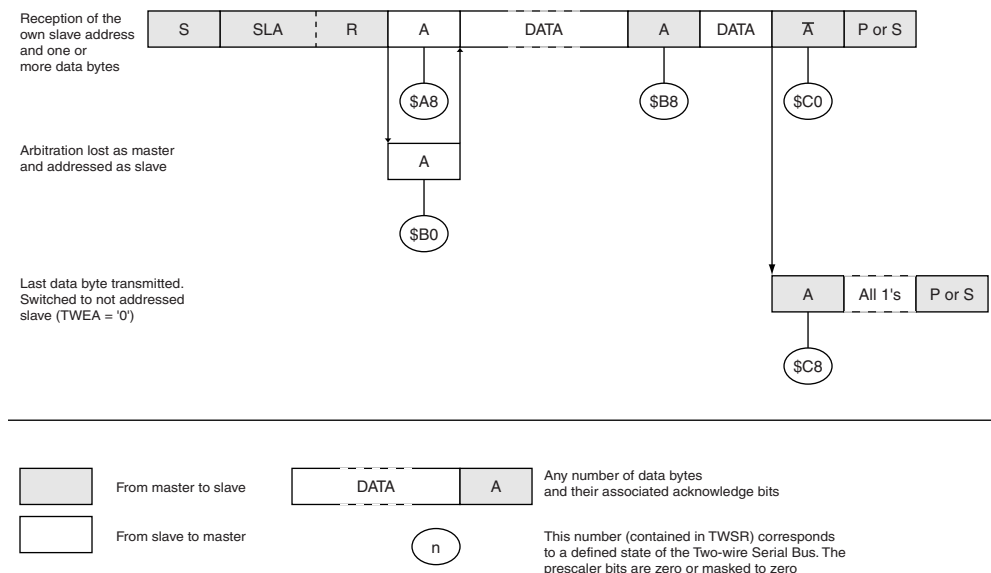 Reception of the
own slave address
and one or
more data bytes
S SLA R A DATA A DATA A̅ P or S
$A8 $B8 $C0
Arbitration lost as master
and addressed as slave
A
$B0
Last data byte transmitted.
Switched to not addressed
slave (TWEA = '0')
A All 1's P or S
$C8
From master to slave
DATA A
Any number of data bytes
and their associated acknowledge bits
From slave to master
n
This number (contained in TWSR) corresponds
to a defined state of the Two-wire Serial Bus. The
prescaler bits are zero or masked to zero